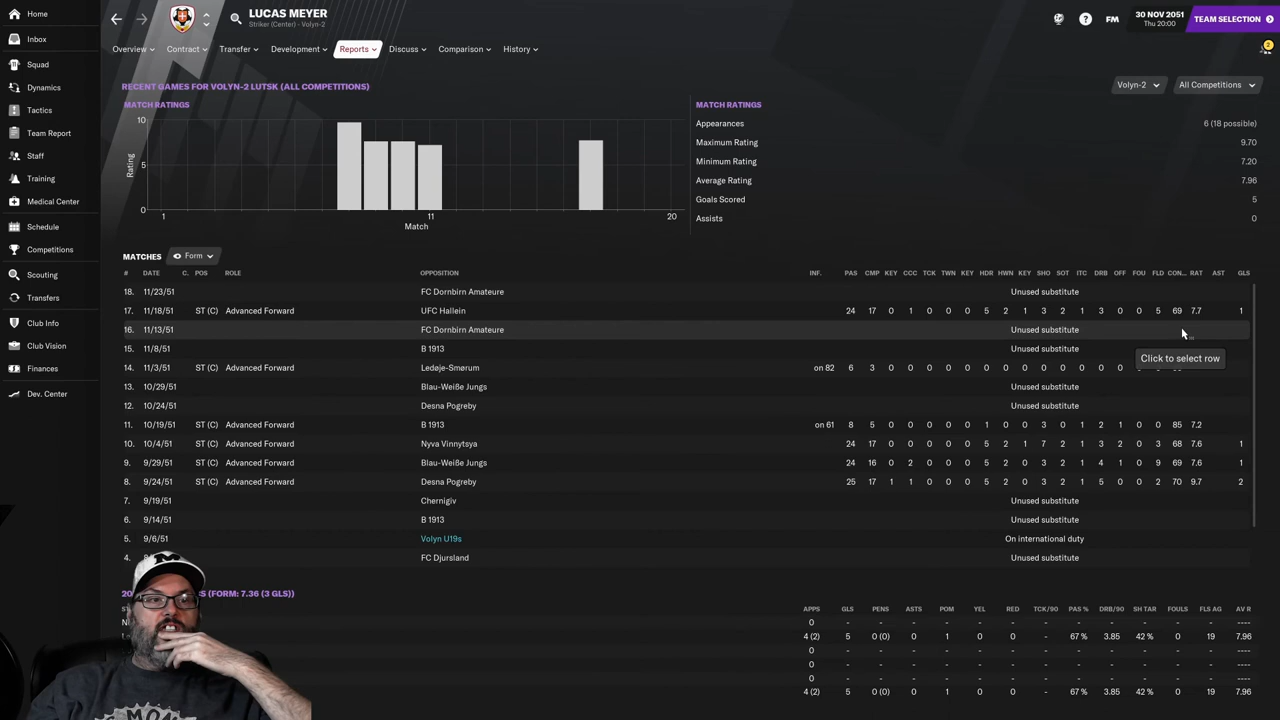 Home
Inbox
Squad
Dynamics
Tactics
Team Report
Staff
Training
Medical Center
Schedule
Competitions
Scouting
Transfers
Club Info
Club Vision
Finances
Dev. Center
LUCAS MEYER
Striker (Center) - Volyn-2
FM
30 NOV 2051
Thu 20:00
TEAM SELECTION
2
Overview Contract Transfer Development Reports Discuss Comparison History
RECENT GAMES FOR VOLYN-2 LUTSK (ALL COMPETITIONS)
Volyn-2
All Competitions
MATCH RATINGS
10
5
0
Rating
1 11 20
Match
MATCH RATINGS
Appearances 6 (18 possible)
Maximum Rating 9.70
Minimum Rating 7.20
Average Rating 7.96
Goals Scored 5
Assists 0
MATCHES Form
# DATE C. POS ROLE OPPOSITION INF. PAS CMP KEY CCC TCK TWN KEY HDR HWN KEY SHO SOT ITC DRB OFF FOU FLD CON... RAT AST GLS
18. 11/23/51 FC Dornbirn Amateure Unused substitute
17. 11/18/51 ST (C) Advanced Forward UFC Hallein 24 17 0 1 0 0 0 5 2 1 3 2 1 3 0 0 5 69 7.7 1
16. 11/13/51 FC Dornbirn Amateure Unused substitute
15. 11/8/51 B 1913 Unused substitute
Click to select row
14. 11/3/51 ST (C) Advanced Forward Ledøje-Smørum on 82 6 3 0 0 0 0 0 0 0 0 0 0 0 0 0
13. 10/29/51 Blau-Weiße Jungs Unused substitute
12. 10/24/51 Desna Pogreby Unused substitute
11. 10/19/51 ST (C) Advanced Forward B 1913 on 61 8 5 0 0 0 0 0 1 0 0 3 0 1 2 1 0 0 85 7.2
10. 10/4/51 ST (C) Advanced Forward Nyva Vinnytsya 24 17 0 0 0 0 0 5 2 1 7 2 1 3 2 0 3 68 7.6 1
9. 9/29/51 ST (C) Advanced Forward Blau-Weiße Jungs 24 16 0 2 0 0 0 5 2 0 3 2 1 4 1 0 9 69 7.6 1
8. 9/24/51 ST (C) Advanced Forward Desna Pogreby 25 17 1 1 0 0 0 5 2 1 3 2 1 5 0 0 2 70 9.7 2
7. 9/19/51 Chernigiv Unused substitute
6. 9/14/51 B 1913 Unused substitute
5. 9/6/51 Volyn U19s On international duty
4. FC Djursland Unused substitute
(FORM: 7.36 (3 GLS)
APPS GLS PENS ASTS POM YEL RED TCK/90 PAS % DRB/90 SH TAR FOULS FLS AG AV R
0 - - - - - - - - - - - - ----
4 (2) 5 0 (0) 0 1 0 0 - 67 % 3.85 42 % 0 19 7.96
0 - - - - - - - - - - - - ----
0 - - - - - - - - - - - - ----
0 - - - - - - - - - - - - ----
4 (2) 5 0 (0) 0 1 0 0 - 67 % 3.85 42 % 0 19 7.96